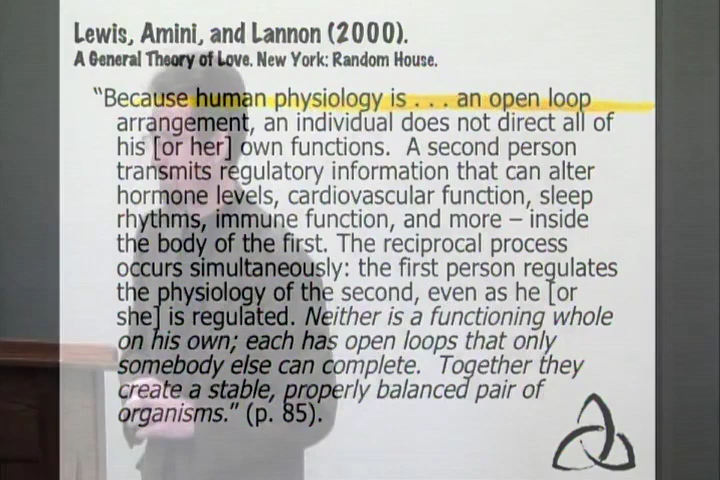 Lewis, Amini, and Lannon (2000).
A General Theory of Love. New York: Random House.
“Because human physiology is . . . an open loop
arrangement, an individual does not direct all of
his [or her] own functions. A second person
transmits regulatory information that can alter
hormone levels, cardiovascular function, sleep
rhythms, immune function, and more – inside
the body of the first. The reciprocal process
occurs simultaneously: the first person regulates
the physiology of the second, even as he [or
she] is regulated. Neither is a functioning whole
on his own; each has open loops that only
somebody else can complete. Together they
create a stable, properly balanced pair of
organisms.” (p. 85).